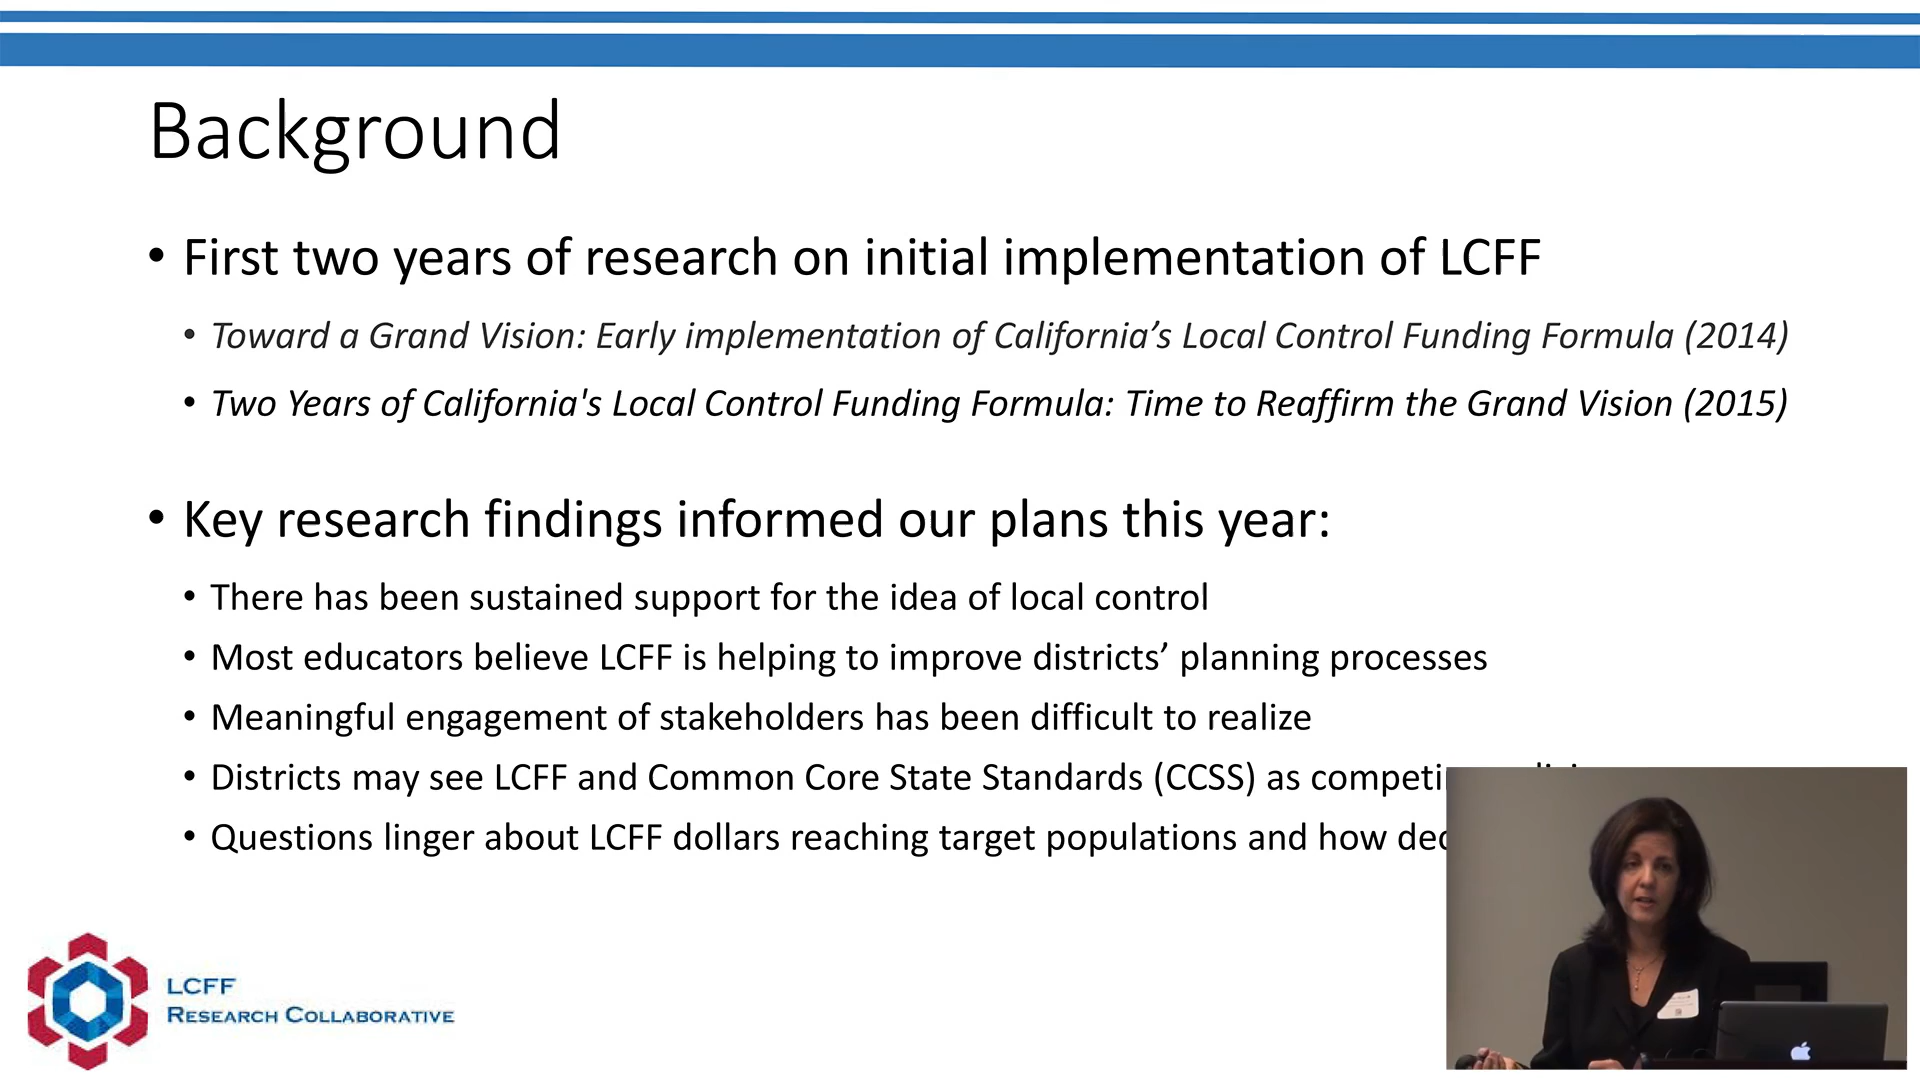 Background
• First two years of research on initial implementation of LCFF
• Toward a Grand Vision: Early implementation of California’s Local Control Funding Formula (2014)
• Two Years of California's Local Control Funding Formula: Time to Reaffirm the Grand Vision (2015)
• Key research findings informed our plans this year:
• There has been sustained support for the idea of local control
• Most educators believe LCFF is helping to improve districts’ planning processes
• Meaningful engagement of stakeholders has been difficult to realize
• Districts may see LCFF and Common Core State Standards (CCSS) as
• Questions linger about LCFF dollars reaching target populations and how
LCFF
RESEARCH COLLABORATIVE